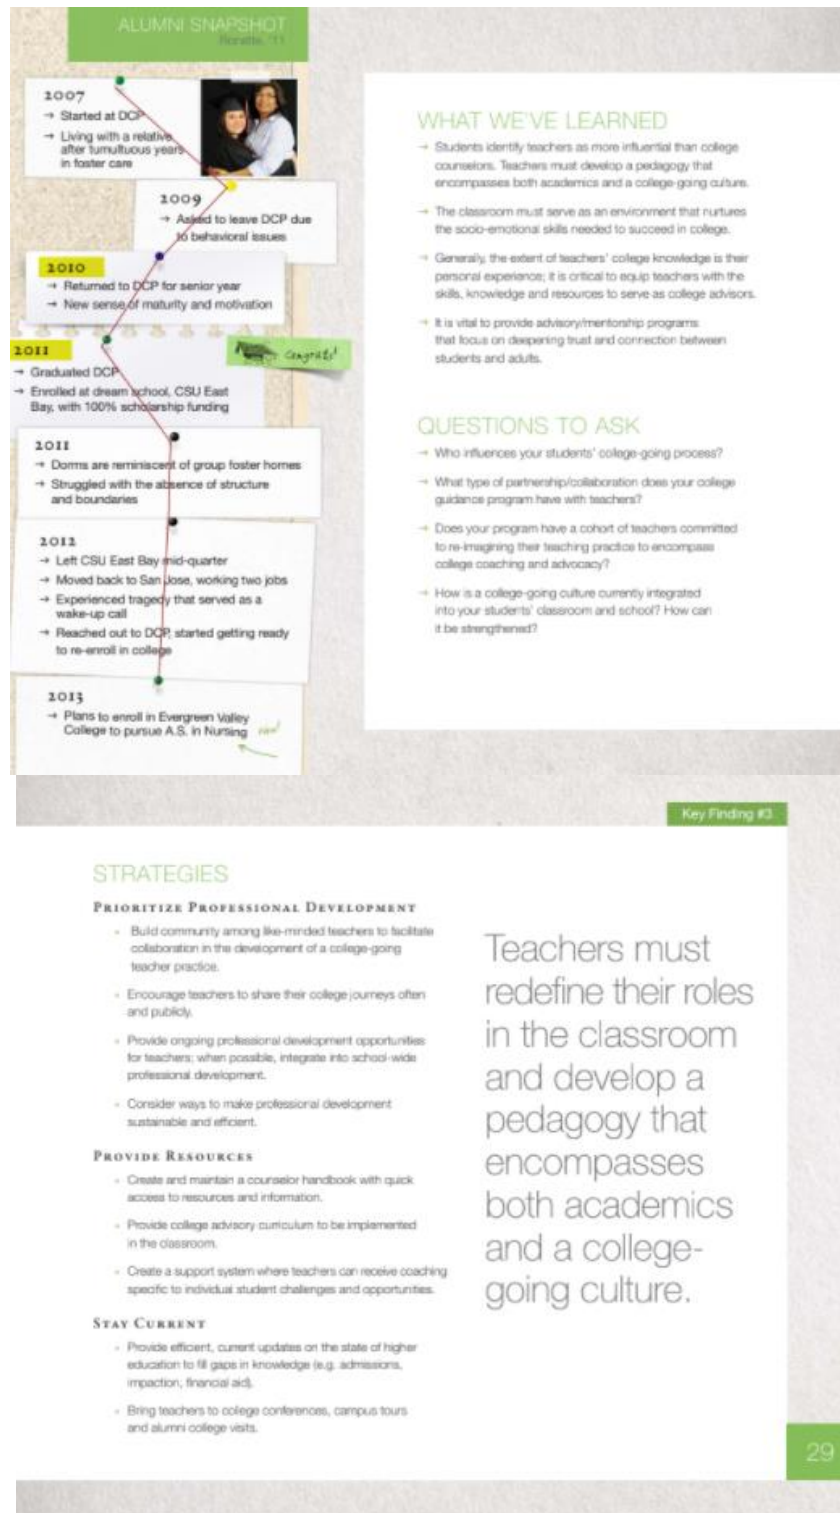 ALUMNI SNAPSHOT
2007
→ Started at DCP
→ Living with a relative
after tumultuous years
in foster care
2009
→ Asked to leave DCP due
to behavioral issues
2010
→ Returned to DCP for senior year
→ New sense of maturity and motivation
2011
Congrats!
→ Graduated DCP
→ Enrolled at dream school, CSU East
Bay, with 100% scholarship funding
2011
→ Dorms are reminiscent of group foster homes
→ Struggled with the absence of structure
and boundaries
2012
→ Left CSU East Bay mid-quarter
→ Moved back to San Jose, working two jobs
→ Experienced tragedy that served as a
wake-up call
→ Reached out to DCP, started getting ready
to re-enroll in college
2013
→ Plans to enroll in Evergreen Valley
College to pursue A.S. in Nursing
WHAT WE'VE LEARNED
→ Students identify teachers as more influential than college
counselors. Teachers must develop a pedagogy that
encompasses both academics and a college-going culture.
→ The classroom must serve as an environment that nurtures
the socio-emotional skills needed to succeed in college.
→ Generally, the extent of teachers' college knowledge is their
personal experience; it is critical to equip teachers with the
skills, knowledge and resources to serve as college advisors.
→ It is vital to provide advisory/mentorship programs
that focus on deepening trust and connection between
students and adults.
QUESTIONS TO ASK
→ Who influences your students' college-going process?
→ What type of partnership/collaboration does your college
guidance program have with teachers?
→ Does your program have a cohort of teachers committed
to re-imagining their teaching practice to encompass
college coaching and advocacy?
→ How is a college-going culture currently integrated
into your students' classroom and school? How can
it be strengthened?
Key Finding #3
STRATEGIES
PRIORITIZE PROFESSIONAL DEVELOPMENT
Build community among like-minded teachers to facilitate
collaboration in the development of a college-going
teacher practice.
Encourage teachers to share their college journeys often
and publicly.
Provide ongoing professional development opportunities
for teachers; when possible, integrate into school-wide
professional development.
Consider ways to make professional development
sustainable and efficient.
PROVIDE RESOURCES
Create and maintain a counselor handbook with quick
access to resources and information.
Provide college advisory curriculum to be implemented
in the classroom.
Create a support system where teachers can receive coaching
specific to individual student challenges and opportunities.
STAY CURRENT
Provide efficient, current updates on the state of higher
education to fill gaps in knowledge (e.g. admissions,
impaction, financial aid).
Bring teachers to college conferences, campus tours
and alumni college visits.
Teachers must
redefine their roles
in the classroom
and develop a
pedagogy that
encompasses
both academics
and a college-
going culture.
29